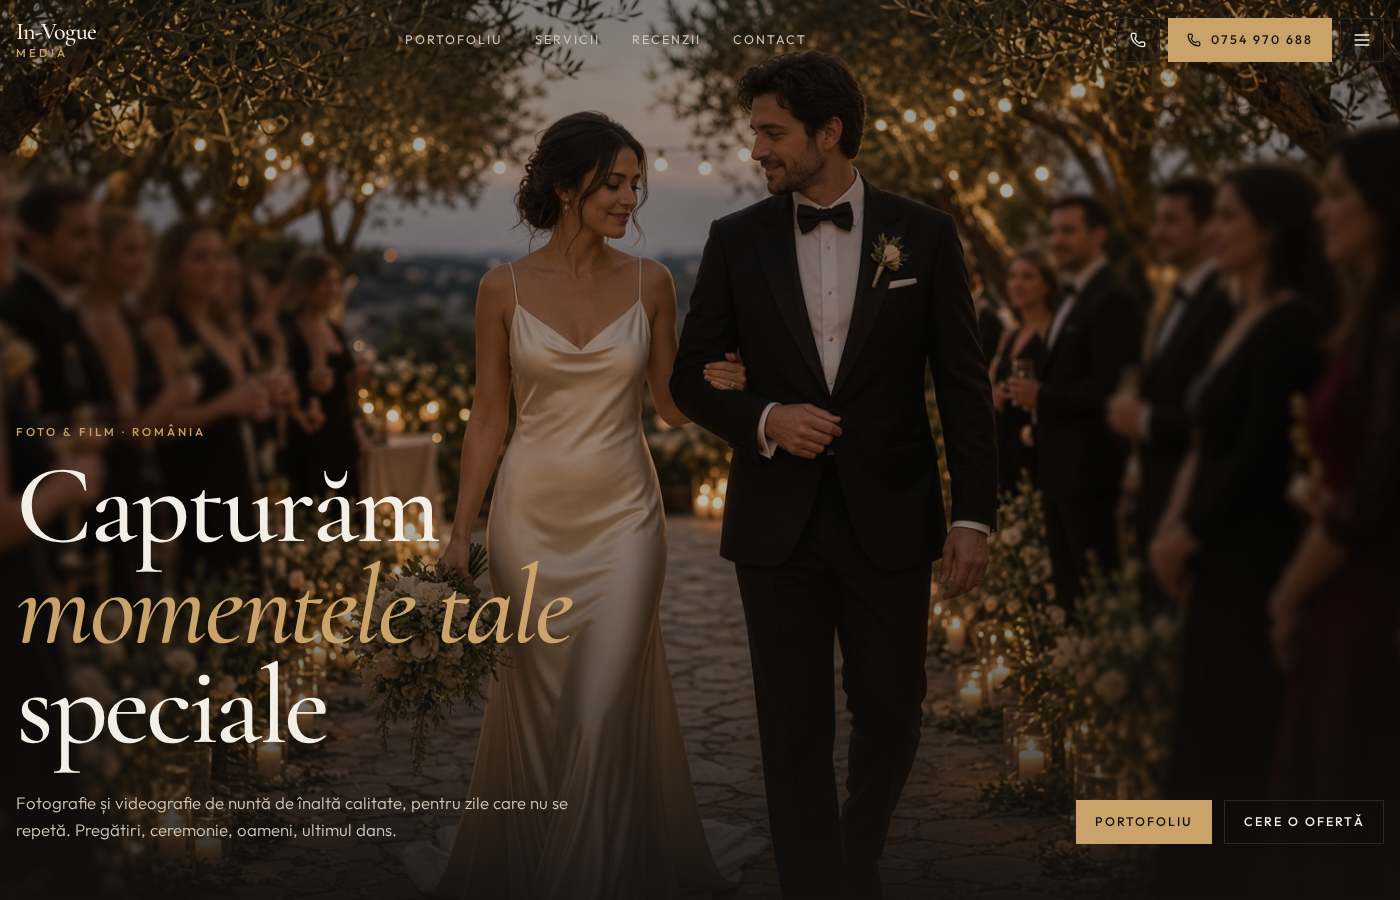 In-Vogue
MEDIA
PORTOFOLIU
SERVICII
RECENZII
CONTACT
0754 970 688
FOTO & FILM · ROMÂNIA
Capturăm
momentele tale
speciale
Fotografie și videografie de nuntă de înaltă calitate, pentru zile care nu se
repetă. Pregătiri, ceremonie, oameni, ultimul dans.
PORTOFOLIU
CERE O OFERTĂ